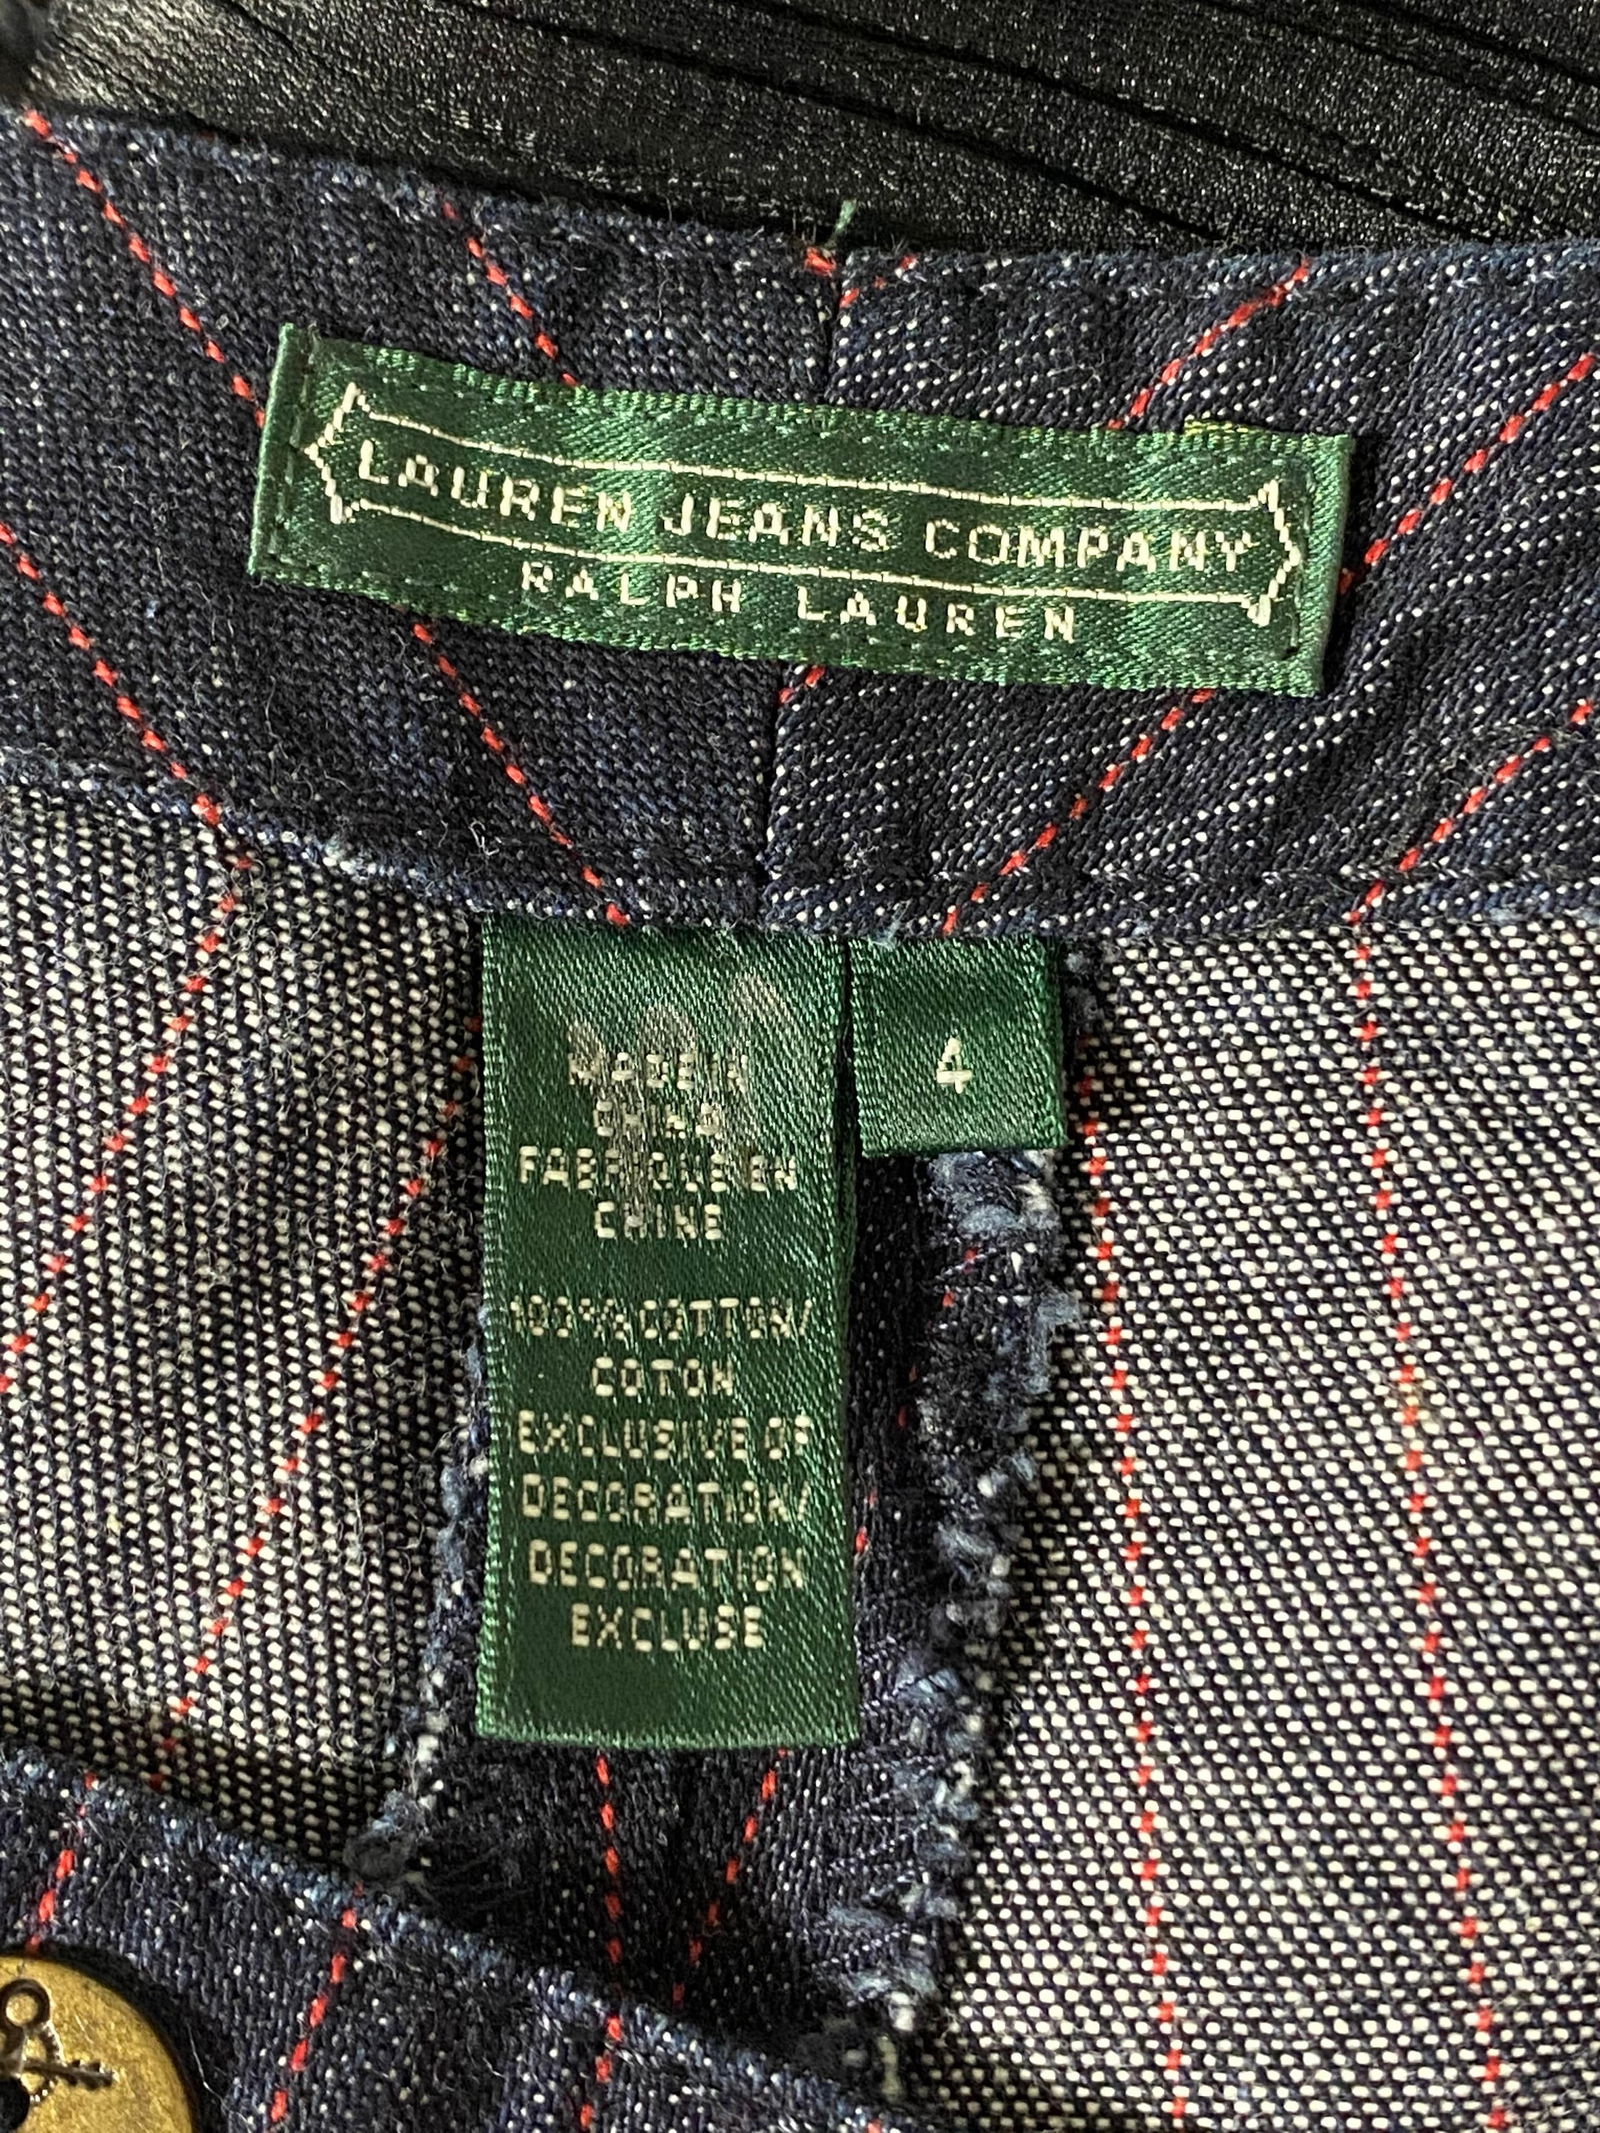 LAUREN JEANS COMPANY
RALPH LAUREN
4
MADE IN
CHINA
FABRIQUE EN
CHINE
100% COTTON/
COTON
EXCLUSIVE OF
DECORATION/
DECORATION
EXCLUSE